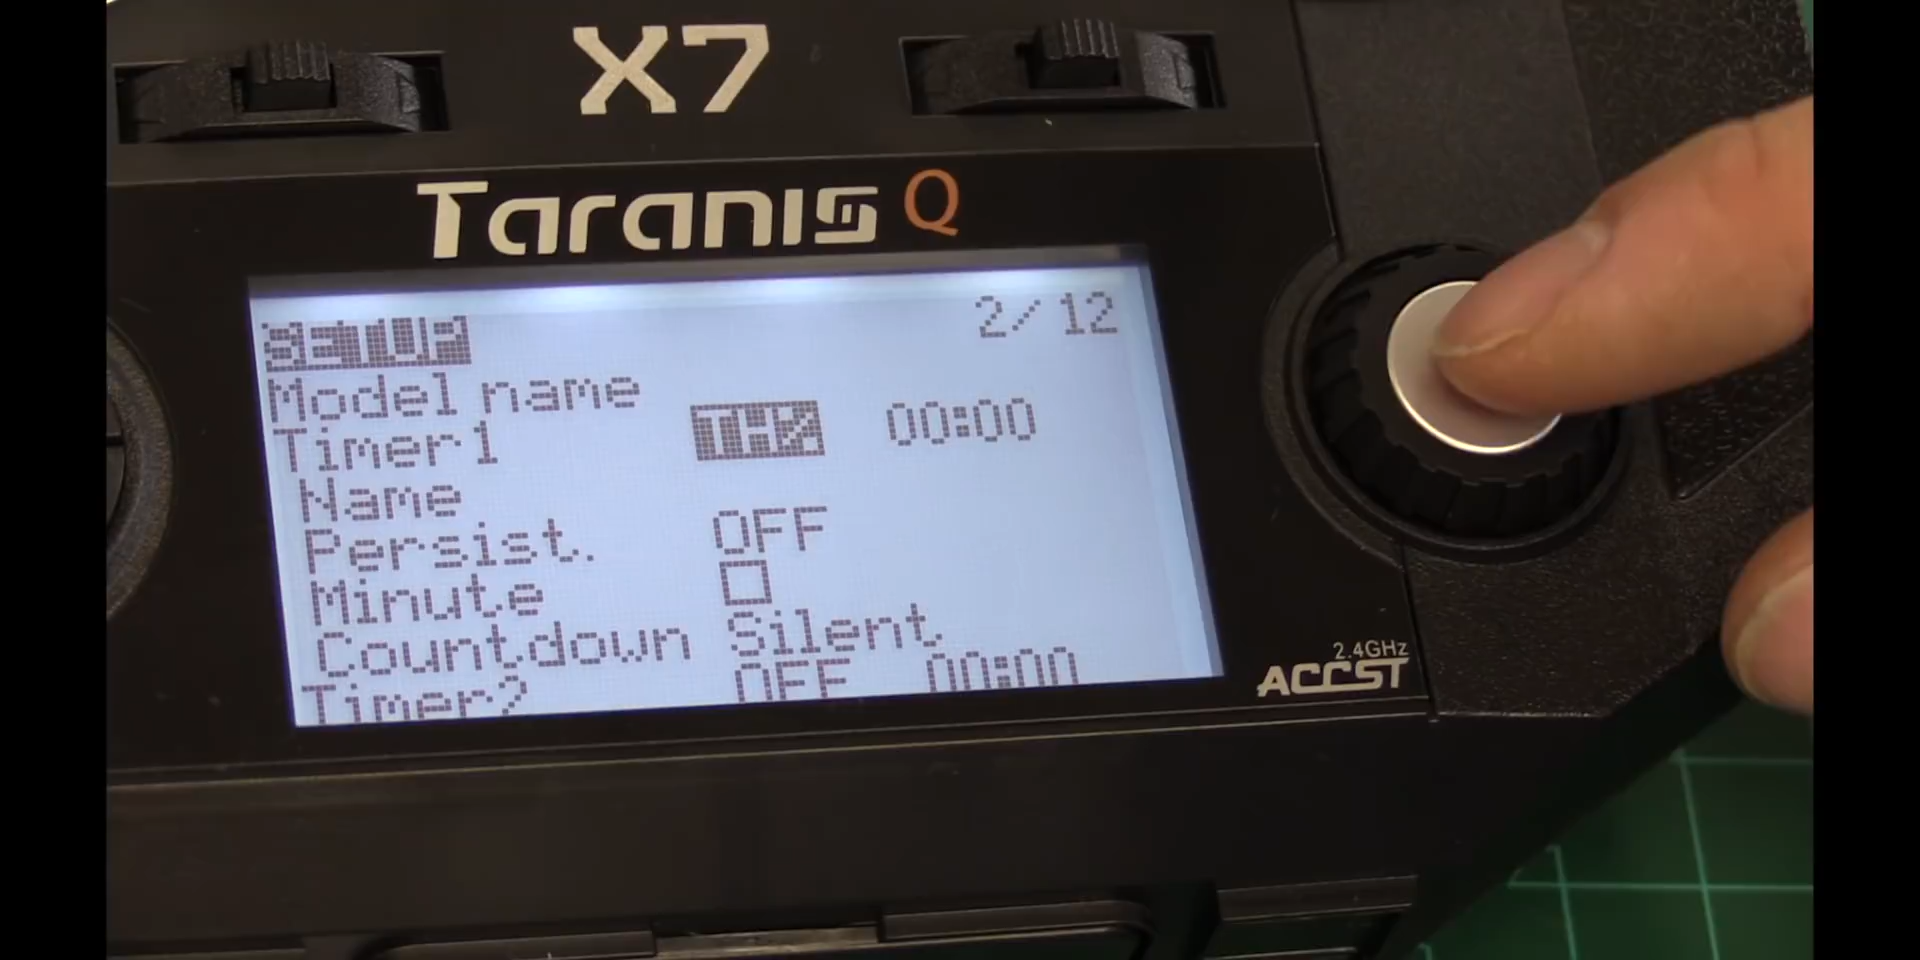 X7
Taranis Q
SETUP 2/12
Model name
Timer1 TH% 00:00
Name
Persist. OFF
Minute
Countdown Silent
Timer2 OFF 00:00
2.4GHz
ACCST